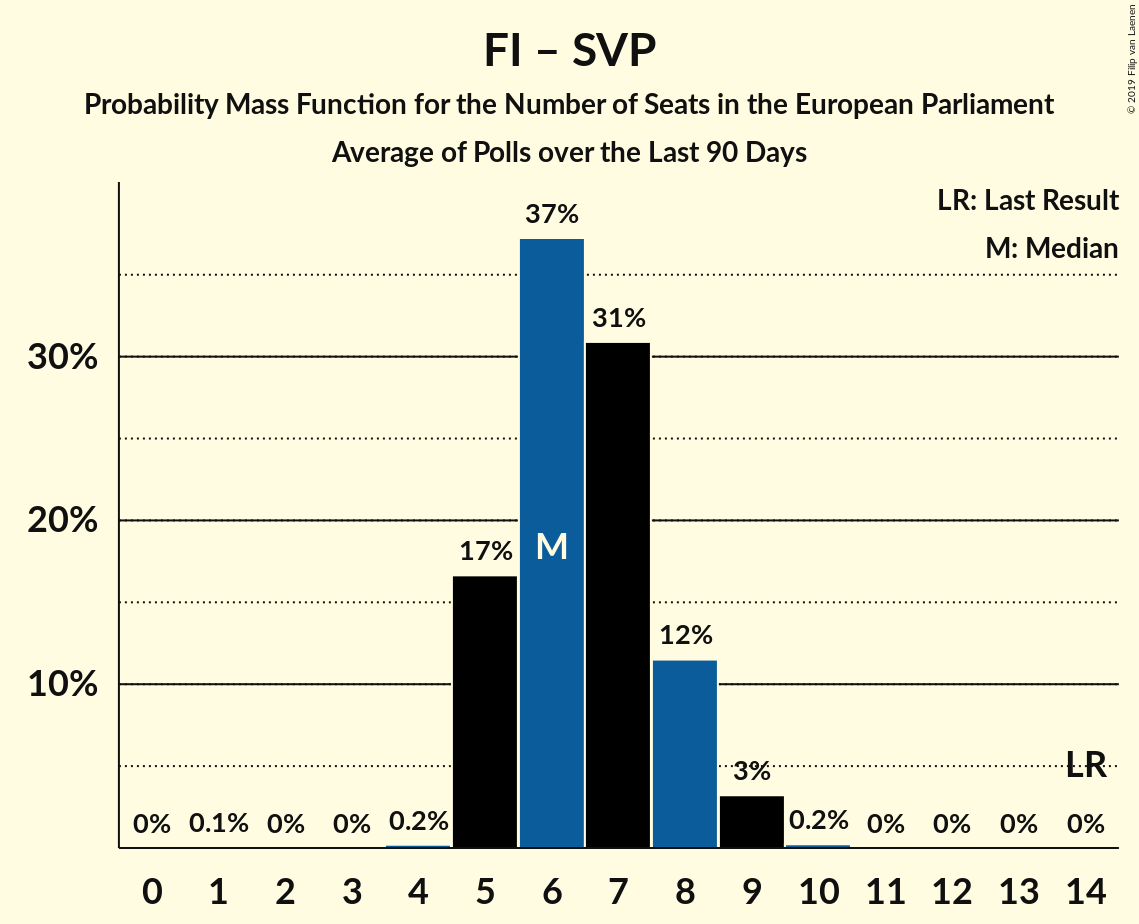 FI – SVP
Probability Mass Function for the Number of Seats in the European Parliament
Average of Polls over the Last 90 Days
© 2019 Filip van Laenen
LR: Last Result
M: Median
37%
31%
30%
20%
17%
M
12%
10%
LR
3%
0% 0.1% 0% 0% 0.2% 0.2% 0% 0% 0% 0%
0 1 2 3 4 5 6 7 8 9 10 11 12 13 14